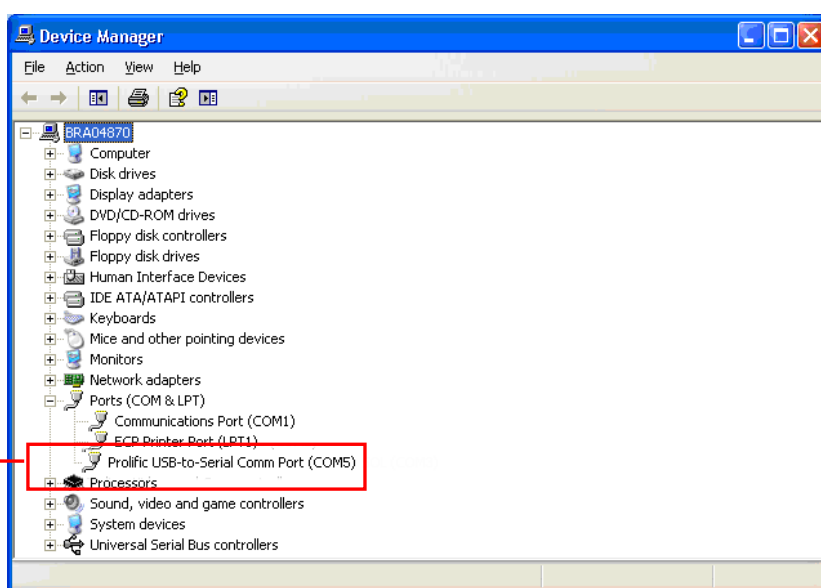 Device Manager
File Action View Help
BRA04870
Computer
Disk drives
Display adapters
DVD/CD-ROM drives
Floppy disk controllers
Floppy disk drives
Human Interface Devices
IDE ATA/ATAPI controllers
Keyboards
Mice and other pointing devices
Monitors
Network adapters
Ports (COM & LPT)
Communications Port (COM1)
ECP Printer Port (LPT1)
Prolific USB-to-Serial Comm Port (COM5)
Processors
Sound, video and game controllers
System devices
Universal Serial Bus controllers